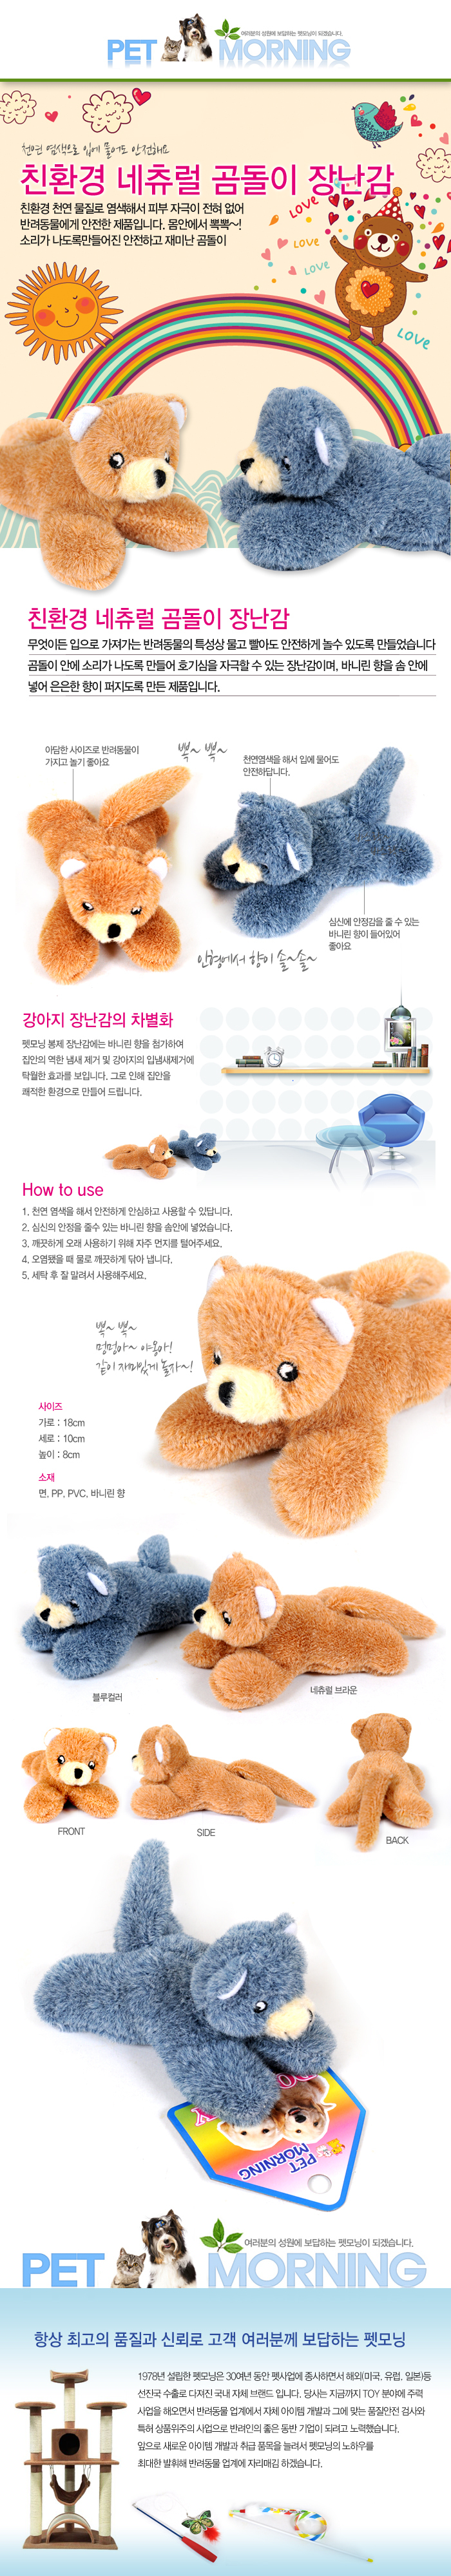 여러분의 성원에 보답하는 펫모닝이 되겠습니다.
PET MORNING
천연 염색으로 입에 물어도 안전해요
친환경 네츄럴 곰돌이 장난감
친환경 천연 물질로 염색해서 피부 자극이 전혀 없어
반려동물에게 안전한 제품입니다. 몸안에서 뽁뽁~!
소리가 나도록만들어진 안전하고 재미난 곰돌이
LOVE
LOVE
LOVE
LOVE
친환경 네츄럴 곰돌이 장난감
무엇이든 입으로 가져가는 반려동물의 특성상 물고 빨아도 안전하게 놀수 있도록 만들었습니다
곰돌이 안에 소리가 나도록 만들어 호기심을 자극할 수 있는 장난감이며, 바니린 향을 솜 안에
넣어 은은한 향이 퍼지도록 만든 제품입니다.
아담한 사이즈로 반려동물이
가지고 놀기 좋아요
뽁~ 뽁~
천연염색을 해서 입에 물어도
안전하답니다.
심신에 안정감을 줄 수 있는
바니린 향이 들어있어
좋아요
인형에서 향이 솔~솔~
강아지 장난감의 차별화
펫모닝 봉제 장난감에는 바니린 향을 첨가하여
집안의 역한 냄새 제거 및 강아지의 입냄새제거에
탁월한 효과를 보입니다. 그로 인해 집안을
쾌적한 환경으로 만들어 드립니다.
How to use
1. 천연 염색을 해서 안전하게 안심하고 사용할 수 있답니다.
2. 심신의 안정을 줄수 있는 바니린 향을 솜안에 넣었습니다.
3. 깨끗하게 오래 사용하기 위해 자주 먼지를 털어주세요.
4. 오염됐을 때 물로 깨끗하게 닦아 냅니다.
5. 세탁 후 잘 말려서 사용해주세요.
뽁~ 뽁~
멍멍아~ 야옹아!
같이 재미있게 놀자~!
사이즈
가로 : 18cm
세로 : 10cm
높이 : 8cm
소재
면, PP, PVC, 바니린 향
블루컬러
네츄럴 브라운
FRONT
SIDE
BACK
PET
MORNING
여러분의 성원에 보답하는 펫모닝이 되겠습니다.
PET MORNING
항상 최고의 품질과 신뢰로 고객 여러분께 보답하는 펫모닝
1978년 설립한 펫모닝은 30여년 동안 펫사업에 종사하면서 해외(미국, 유럽, 일본)등
선진국 수출로 다져진 국내 자체 브랜드 입니다. 당사는 지금까지 TOY 분야에 주력
사업을 해오면서 반려동물 업계에서 자체 아이템 개발과 그에 맞는 품질안전 검사와
특허 상품위주의 사업으로 반려인의 좋은 동반 기업이 되려고 노력했습니다.
앞으로 새로운 아이템 개발과 취급 품목을 늘려서 펫모닝의 노하우를
최대한 발휘해 반려동물 업계에 자리매김 하겠습니다.